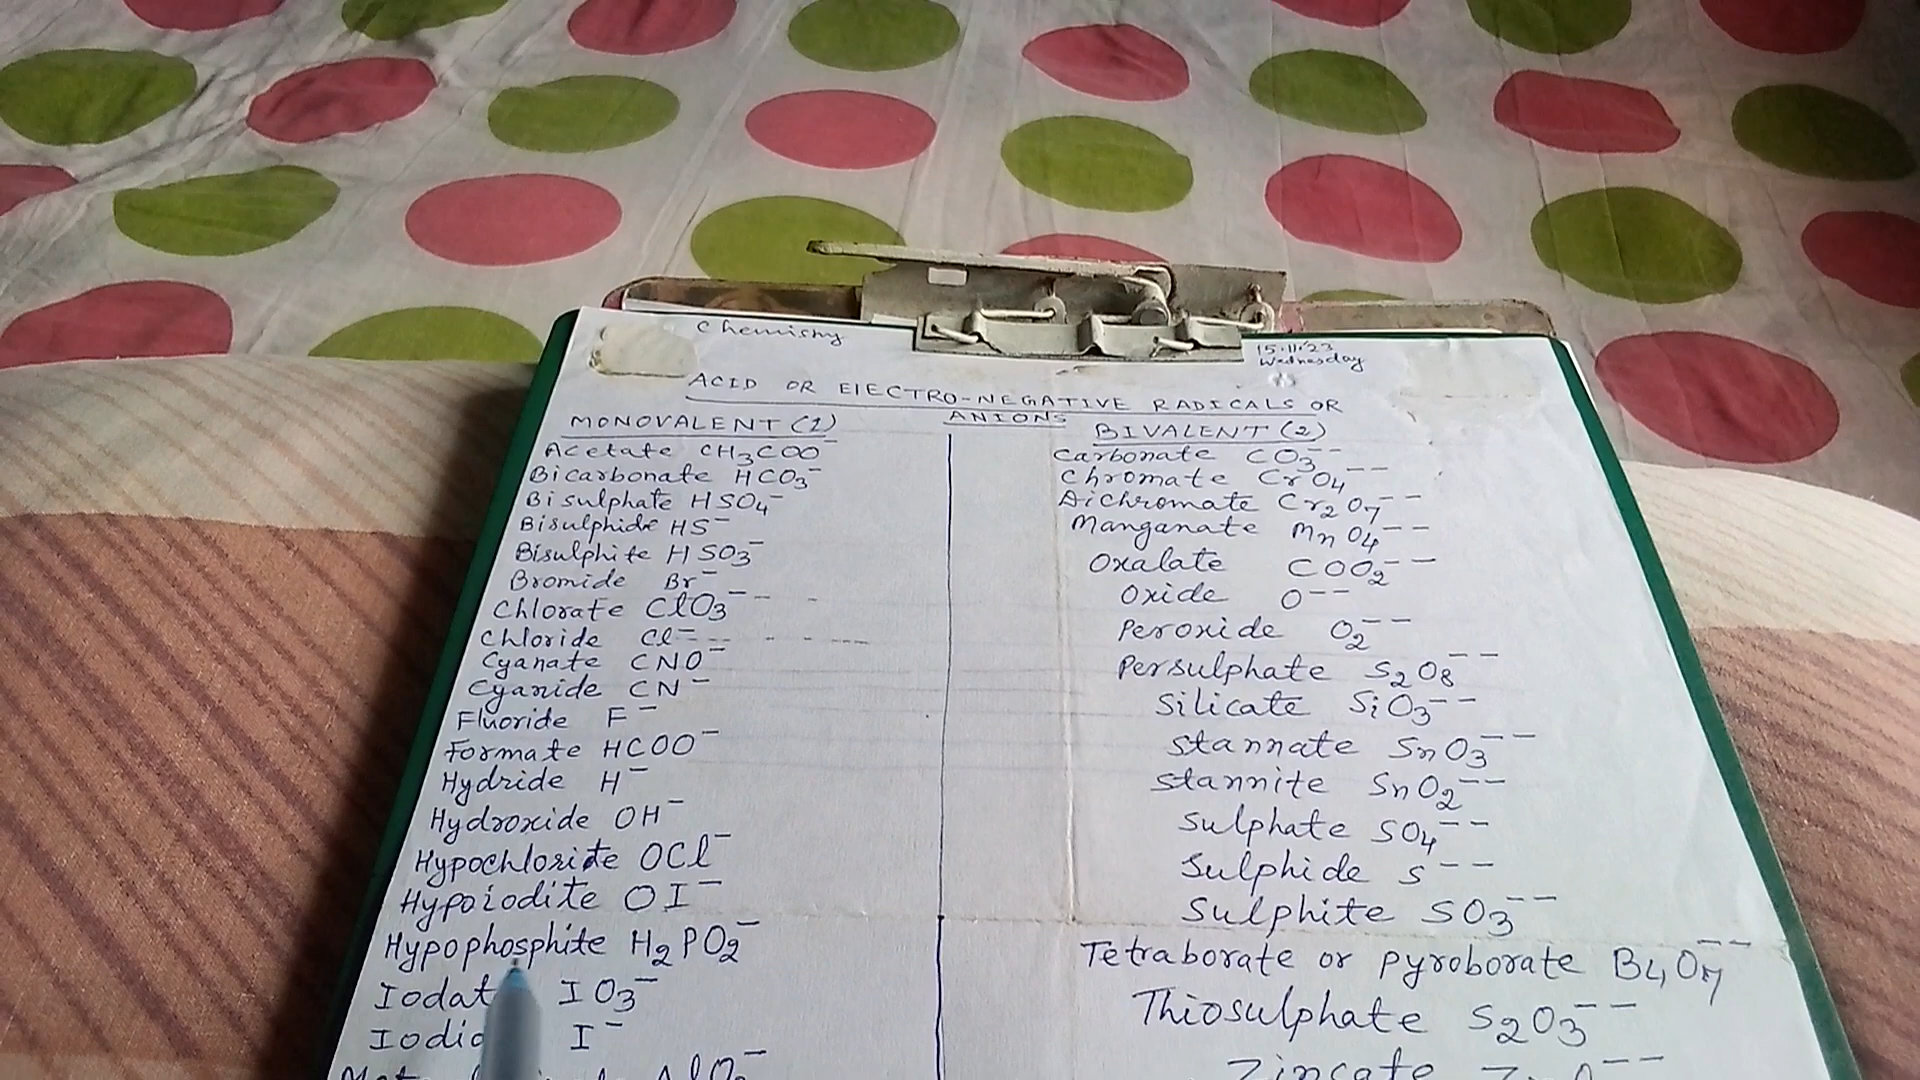 Chemistry
15.11.23
Wednesday
ACID OR ElECTRO-NEGATIVE RADICALS OR
ANIONS
MONOVALENT (1)
Acetate CH3COO-
Bicarbonate HCO3-
Bisulphate HSO4-
Bisulphide HS-
Bisulphite HSO3-
Bromide Br-
Chlorate ClO3-
Chloride Cl-
Cyanate CNO-
Cyanide CN-
Fluoride F-
Formate HCOO-
Hydride H-
Hydroxide OH-
Hypochlorite OCl-
Hypoiodite OI-
Hypophosphite H2PO2-
Iodat IO3-
Iodid I-
BIVALENT (2)
Carbonate CO3--
Chromate CrO4--
Dichromate Cr2O7--
Manganate MnO4--
Oxalate COO2--
Oxide O--
Peroxide O2--
Persulphate S2O8--
Silicate SiO3--
Stannate SnO3--
Stannite SnO2--
Sulphate SO4--
Sulphide S--
Sulphite SO3--
Tetraborate or pyroborate B4O7--
Thiosulphate S2O3--
Zincate